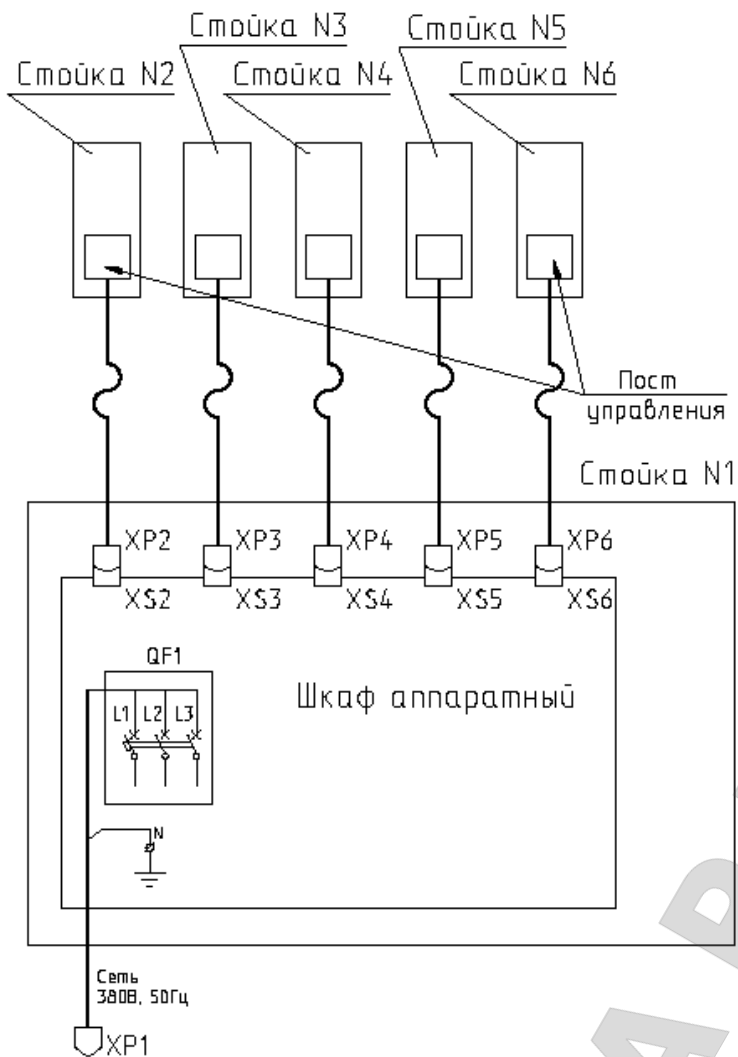 Стойка N3
Стойка N5
Стойка N2
Стойка N4
Стойка N6
Пост
управления
Стойка N1
XP2
XP3
XP4
XP5
XP6
XS2
XS3
XS4
XS5
XS6
QF1
Шкаф аппаратный
L1
L2
L3
N
Сеть
380В, 50Гц
XP1